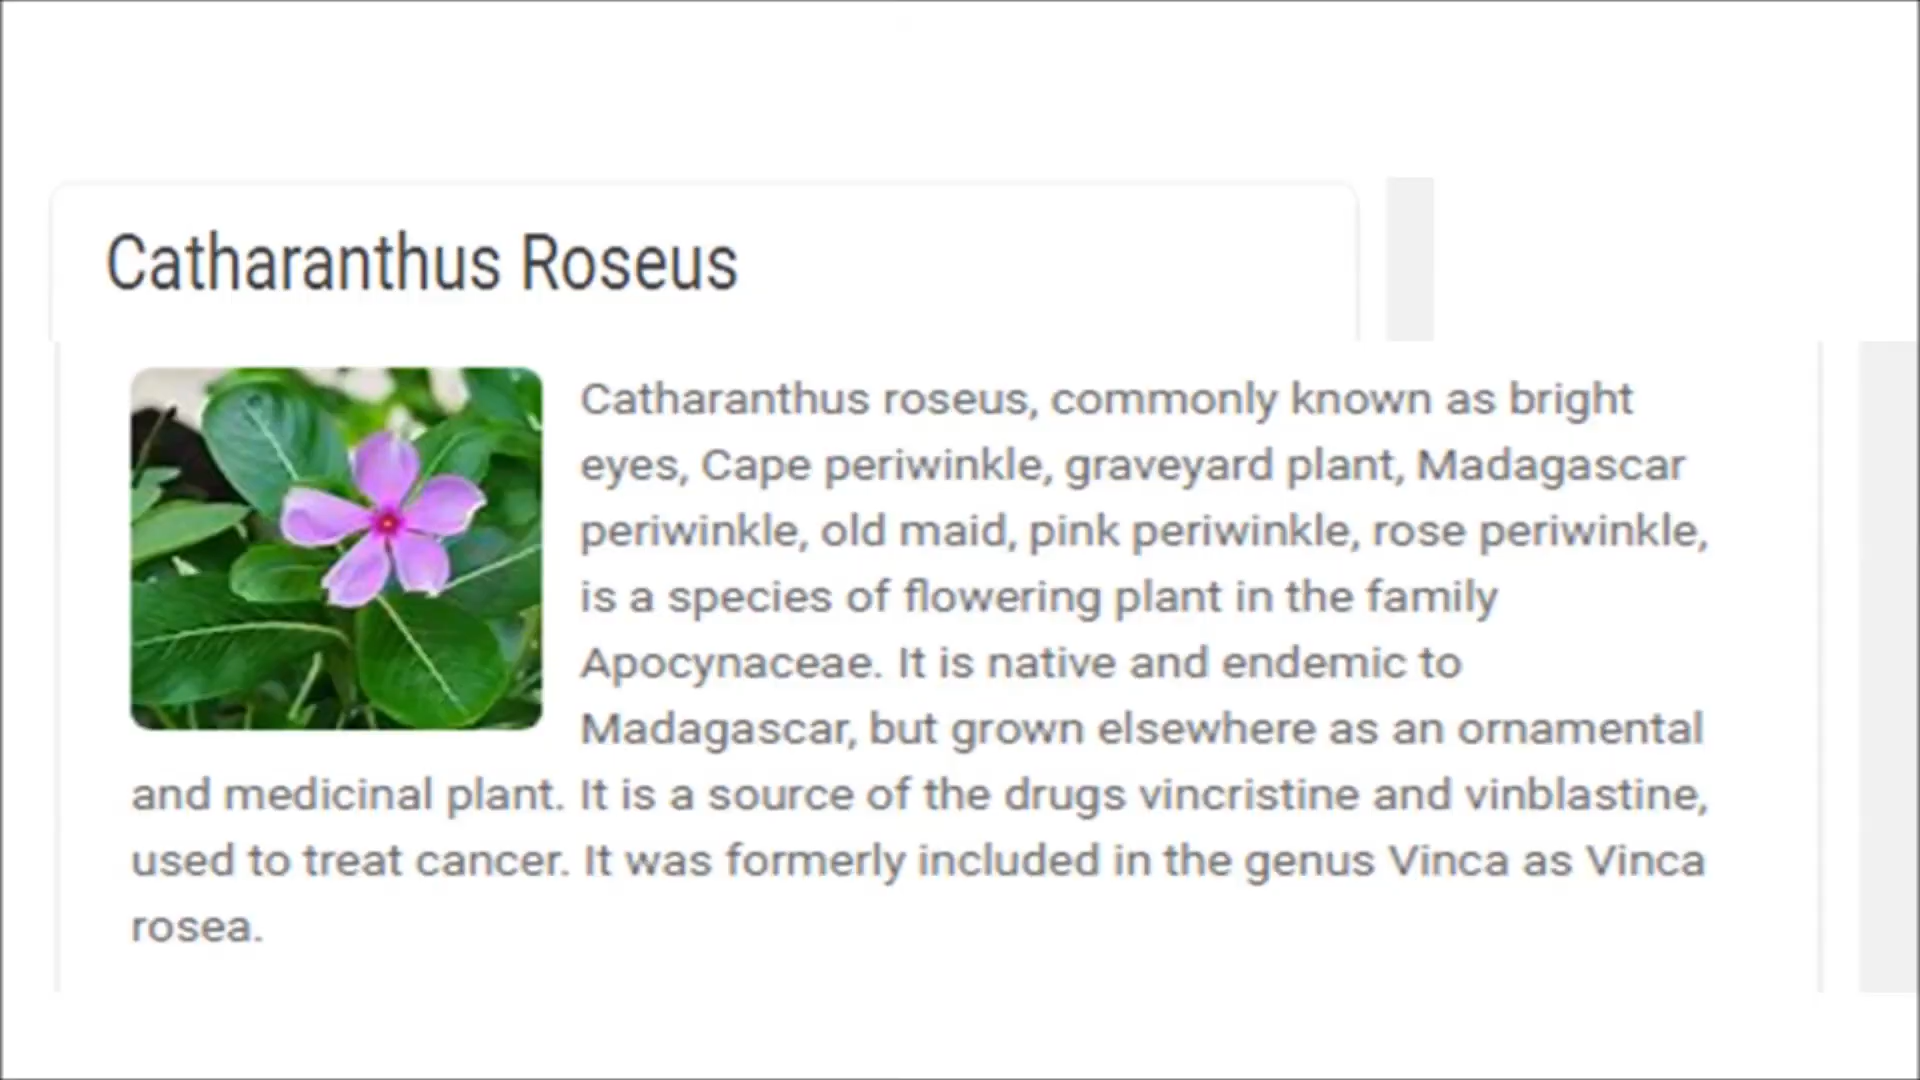 Catharanthus Roseus
Catharanthus roseus, commonly known as bright
eyes, Cape periwinkle, graveyard plant, Madagascar
periwinkle, old maid, pink periwinkle, rose periwinkle,
is a species of flowering plant in the family
Apocynaceae. It is native and endemic to
Madagascar, but grown elsewhere as an ornamental
and medicinal plant. It is a source of the drugs vincristine and vinblastine,
used to treat cancer. It was formerly included in the genus Vinca as Vinca
rosea.